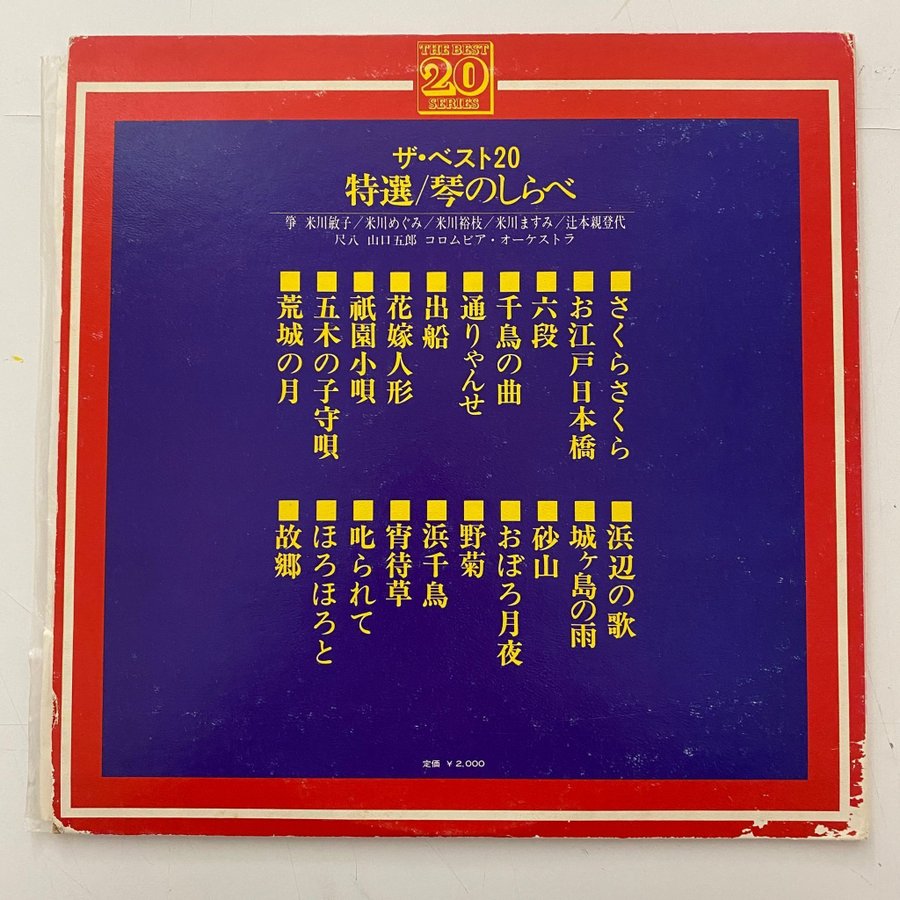 THE BEST
20
SERIES
ザ・ベスト20
特選/琴のしらべ
箏 米川敏子/米川めぐみ/米川裕枝/米川ますみ/辻本親登代
尺八 山口五郎 コロムビア・オーケストラ
■さくらさくら
■お江戸日本橋
■六段
■千鳥の曲
■通りゃんせ
■出船
■花嫁人形
■祇園小唄
■五木の子守唄
■荒城の月
■浜辺の歌
■城ヶ島の雨
■砂山
■おぼろ月夜
■野菊
■浜千鳥
■宵待草
■叱られて
■ほろほろと
■故郷
定価 ¥2,000